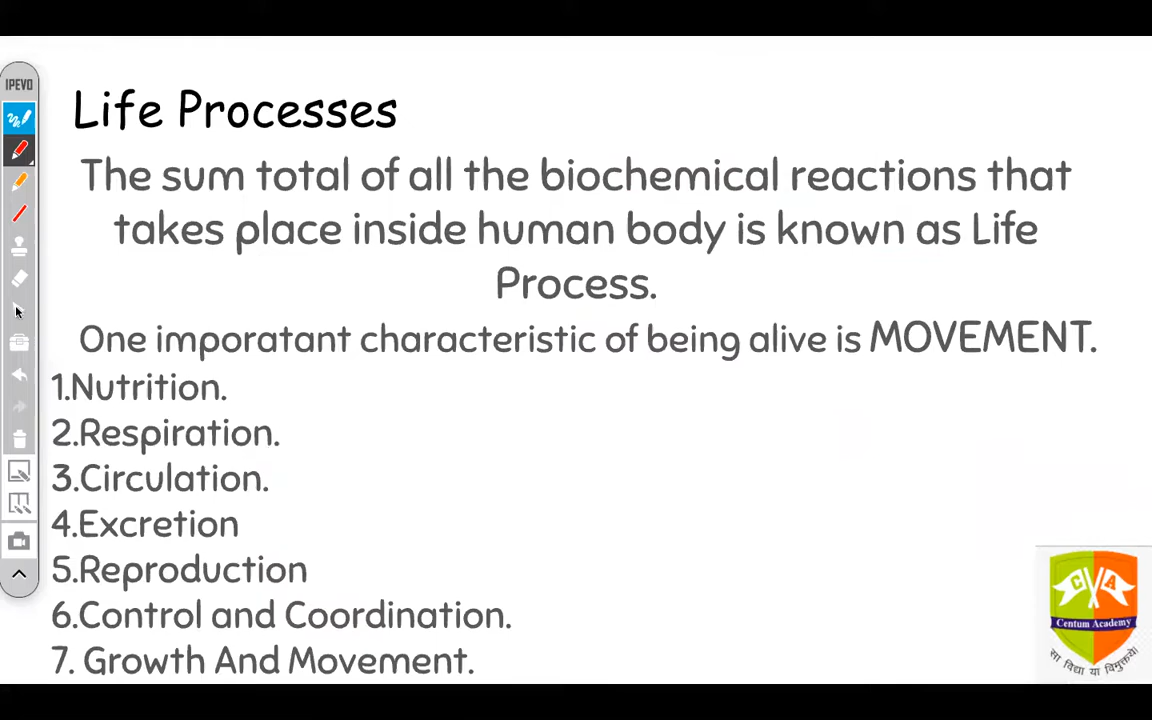 IPEVO
Life Processes
The sum total of all the biochemical reactions that
takes place inside human body is known as Life
Process.
One imporatant characteristic of being alive is MOVEMENT.
1.Nutrition.
2.Respiration.
3.Circulation.
4.Excretion
5.Reproduction
6.Control and Coordination.
7. Growth And Movement.
C A
Centum Academy
सा विद्या या विमुक्तये